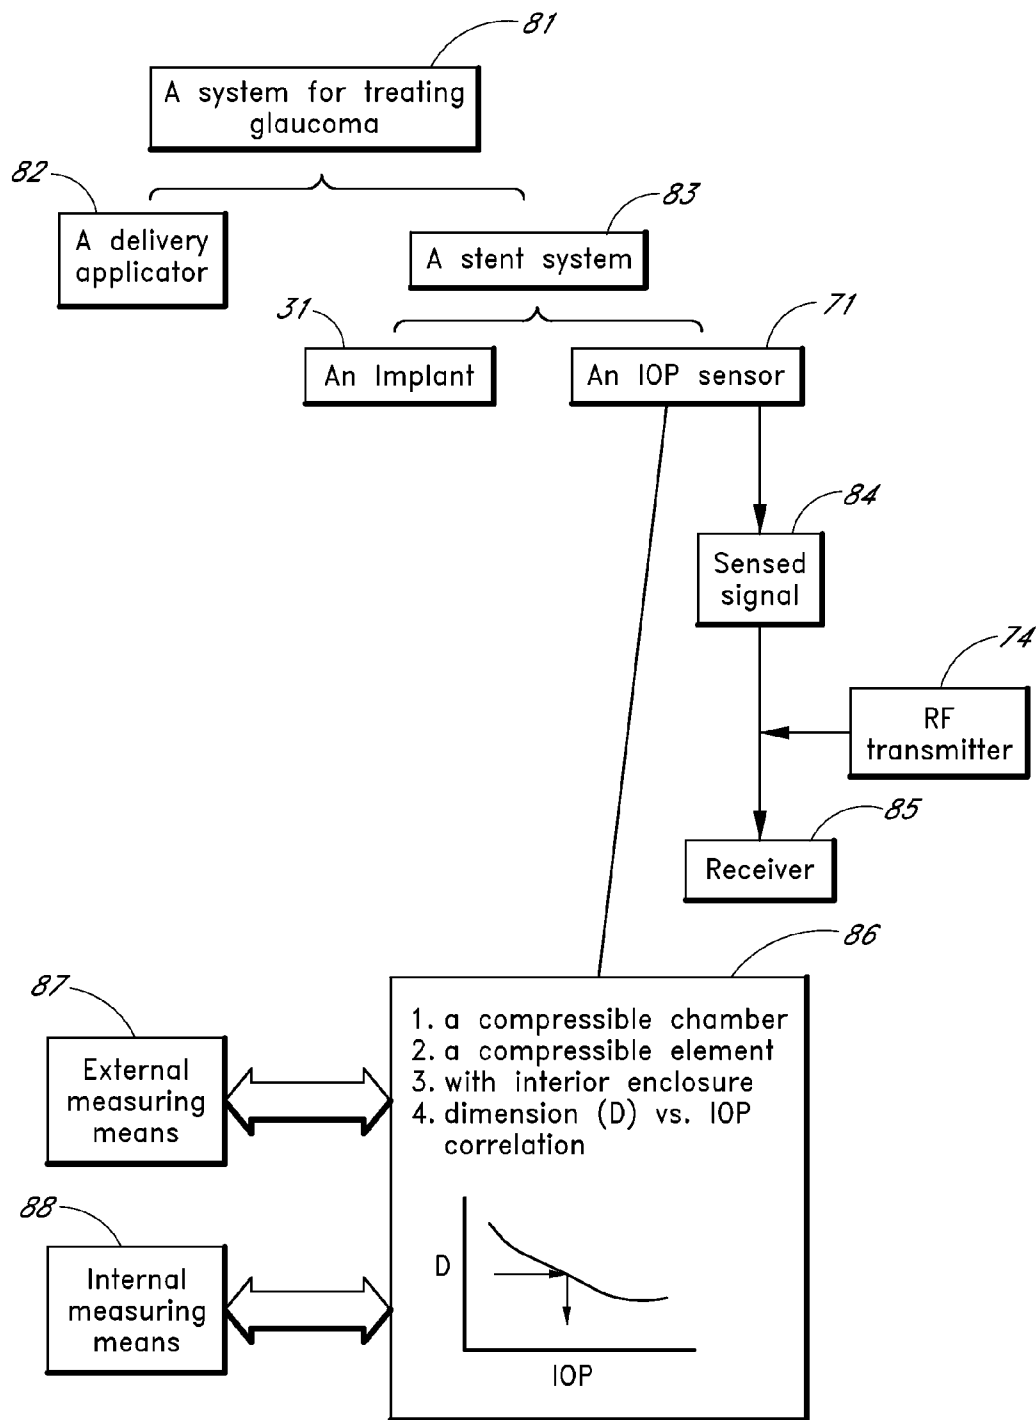 81
A system for treating
glaucoma
82
83
A delivery
applicator
A stent system
31
71
An Implant
An IOP sensor
84
Sensed
signal
74
RF
transmitter
85
Receiver
86
87
1. a compressible chamber
2. a compressible element
3. with interior enclosure
4. dimension (D) vs. IOP
correlation
External
measuring
means
88
Internal
measuring
means
D
IOP